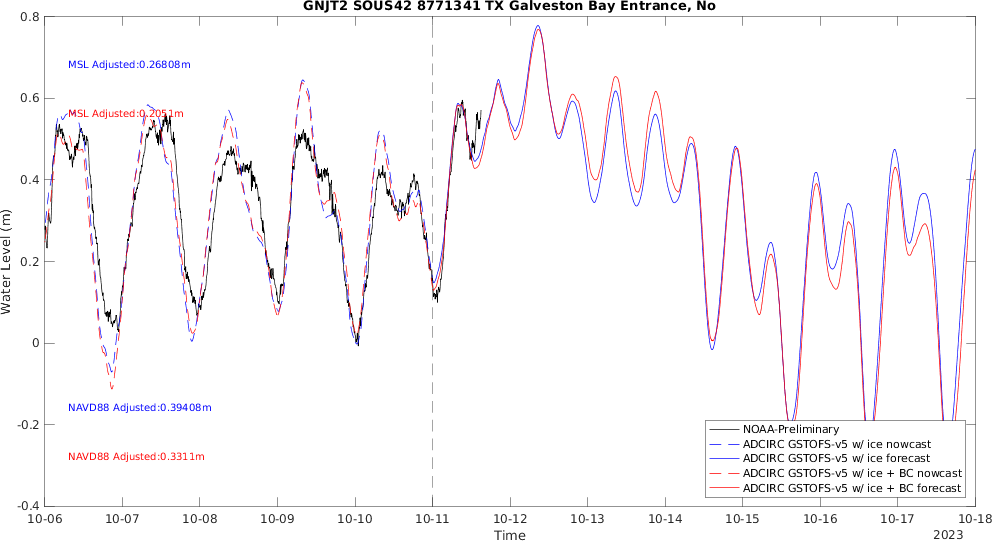 GNJT2 SOUS42 8771341 TX Galveston Bay Entrance, No
0.8
0.6
0.4
0.2
0
-0.2
-0.4
Water Level (m)
MSL Adjusted:0.26808m
MSL Adjusted:0.2051m
NAVD88 Adjusted:0.39408m
NAVD88 Adjusted:0.3311m
NOAA-Preliminary
ADCIRC GSTOFS-v5 w/ ice nowcast
ADCIRC GSTOFS-v5 w/ ice forecast
ADCIRC GSTOFS-v5 w/ ice + BC nowcast
ADCIRC GSTOFS-v5 w/ ice + BC forecast
10-06 10-07 10-08 10-09 10-10 10-11 10-12 10-13 10-14 10-15 10-16 10-17 10-18
Time
2023